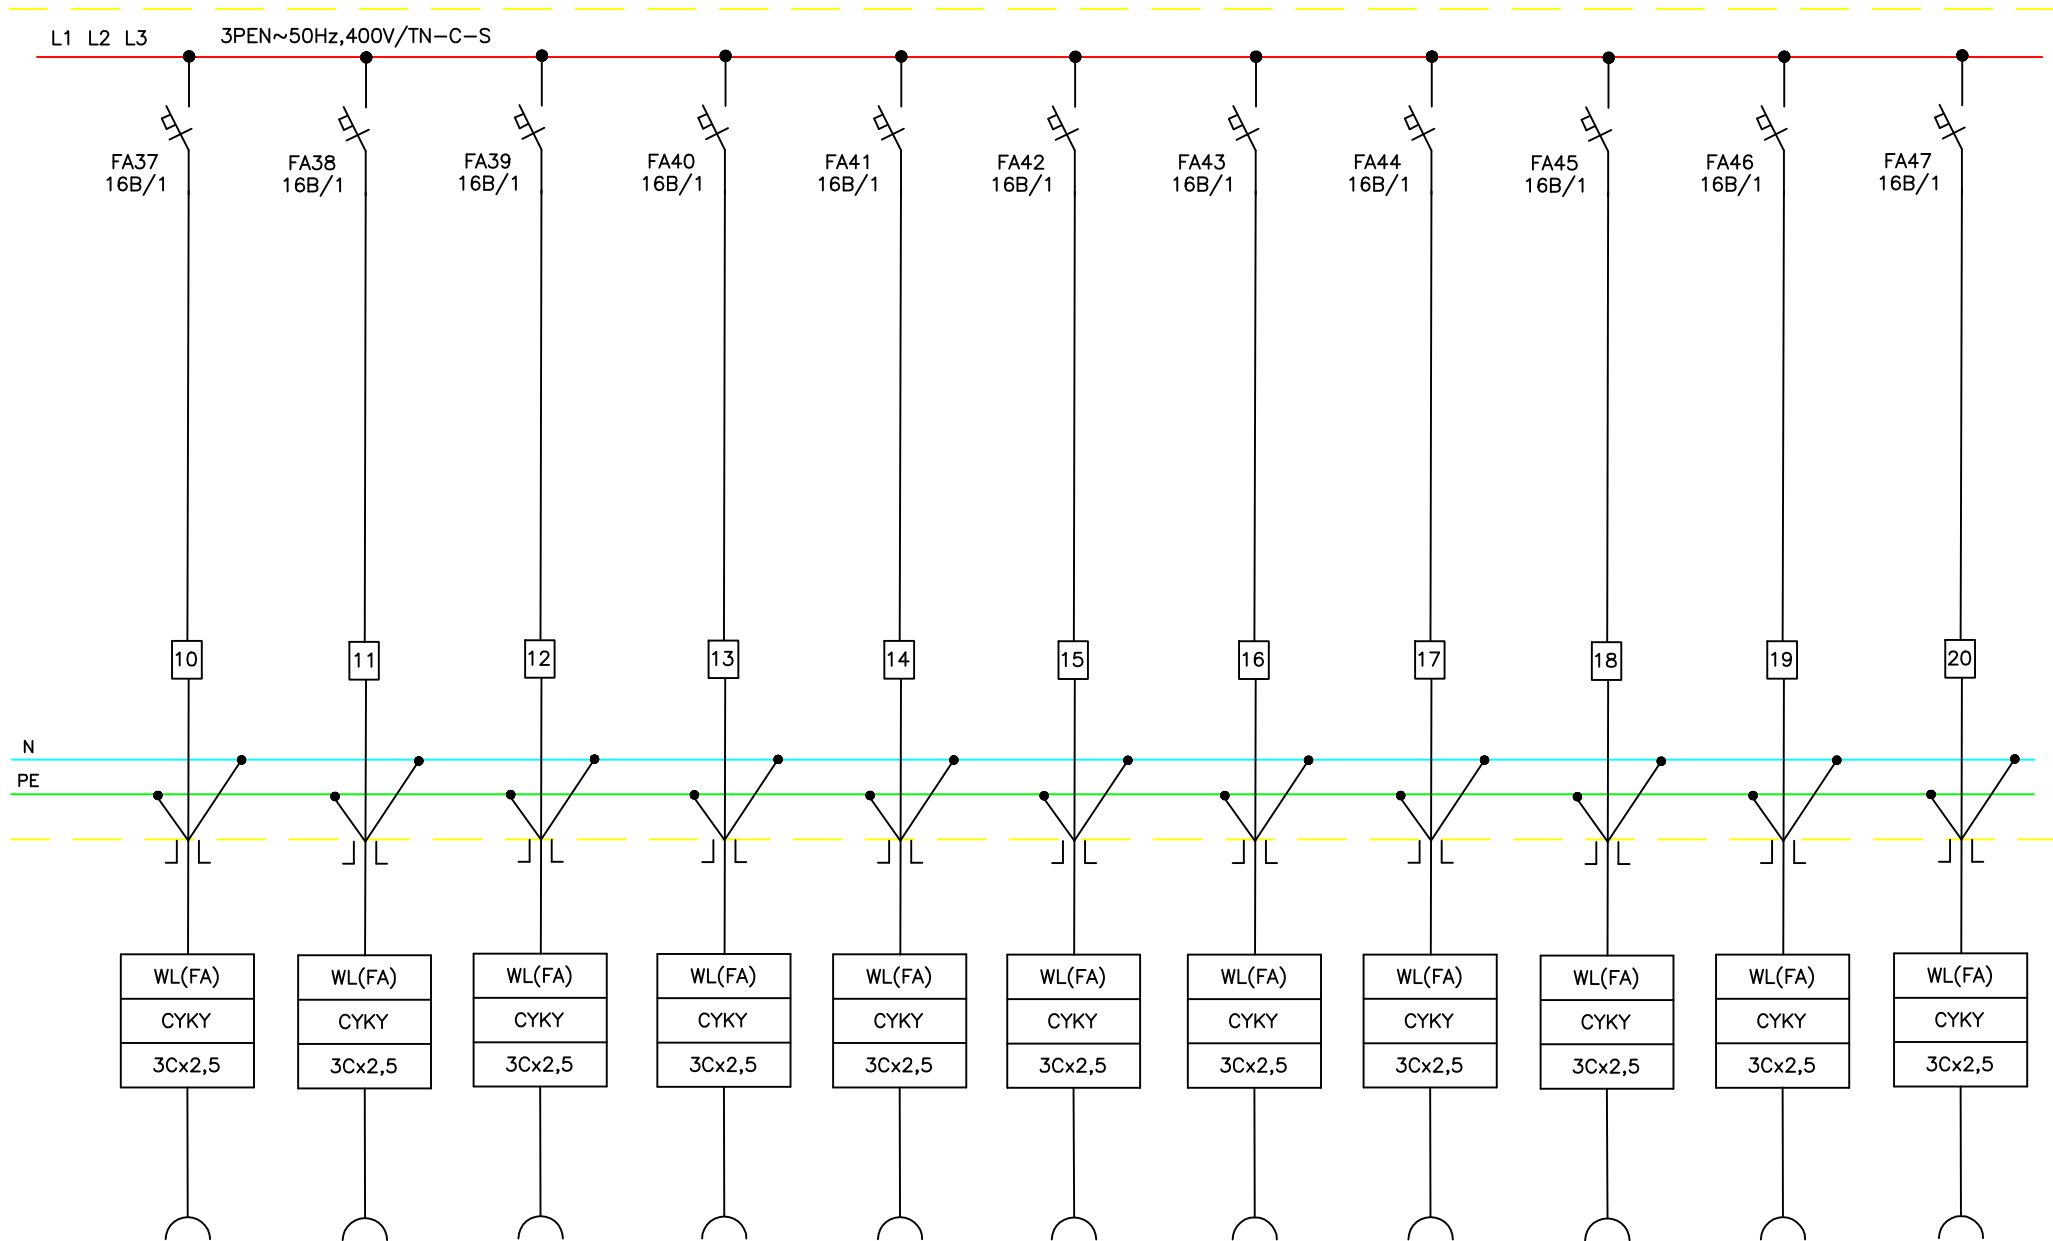 L1 L2 L3 3PEN~50Hz,400V/TN-C-S
FA37 FA38 FA39 FA40 FA41 FA42 FA43 FA44 FA45 FA46 FA47
16B/1 16B/1 16B/1 16B/1 16B/1 16B/1 16B/1 16B/1 16B/1 16B/1 16B/1
10 11 12 13 14 15 16 17 18 19 20
N
PE
WL(FA) WL(FA) WL(FA) WL(FA) WL(FA) WL(FA) WL(FA) WL(FA) WL(FA) WL(FA) WL(FA)
CYKY CYKY CYKY CYKY CYKY CYKY CYKY CYKY CYKY CYKY CYKY
3Cx2,5 3Cx2,5 3Cx2,5 3Cx2,5 3Cx2,5 3Cx2,5 3Cx2,5 3Cx2,5 3Cx2,5 3Cx2,5 3Cx2,5